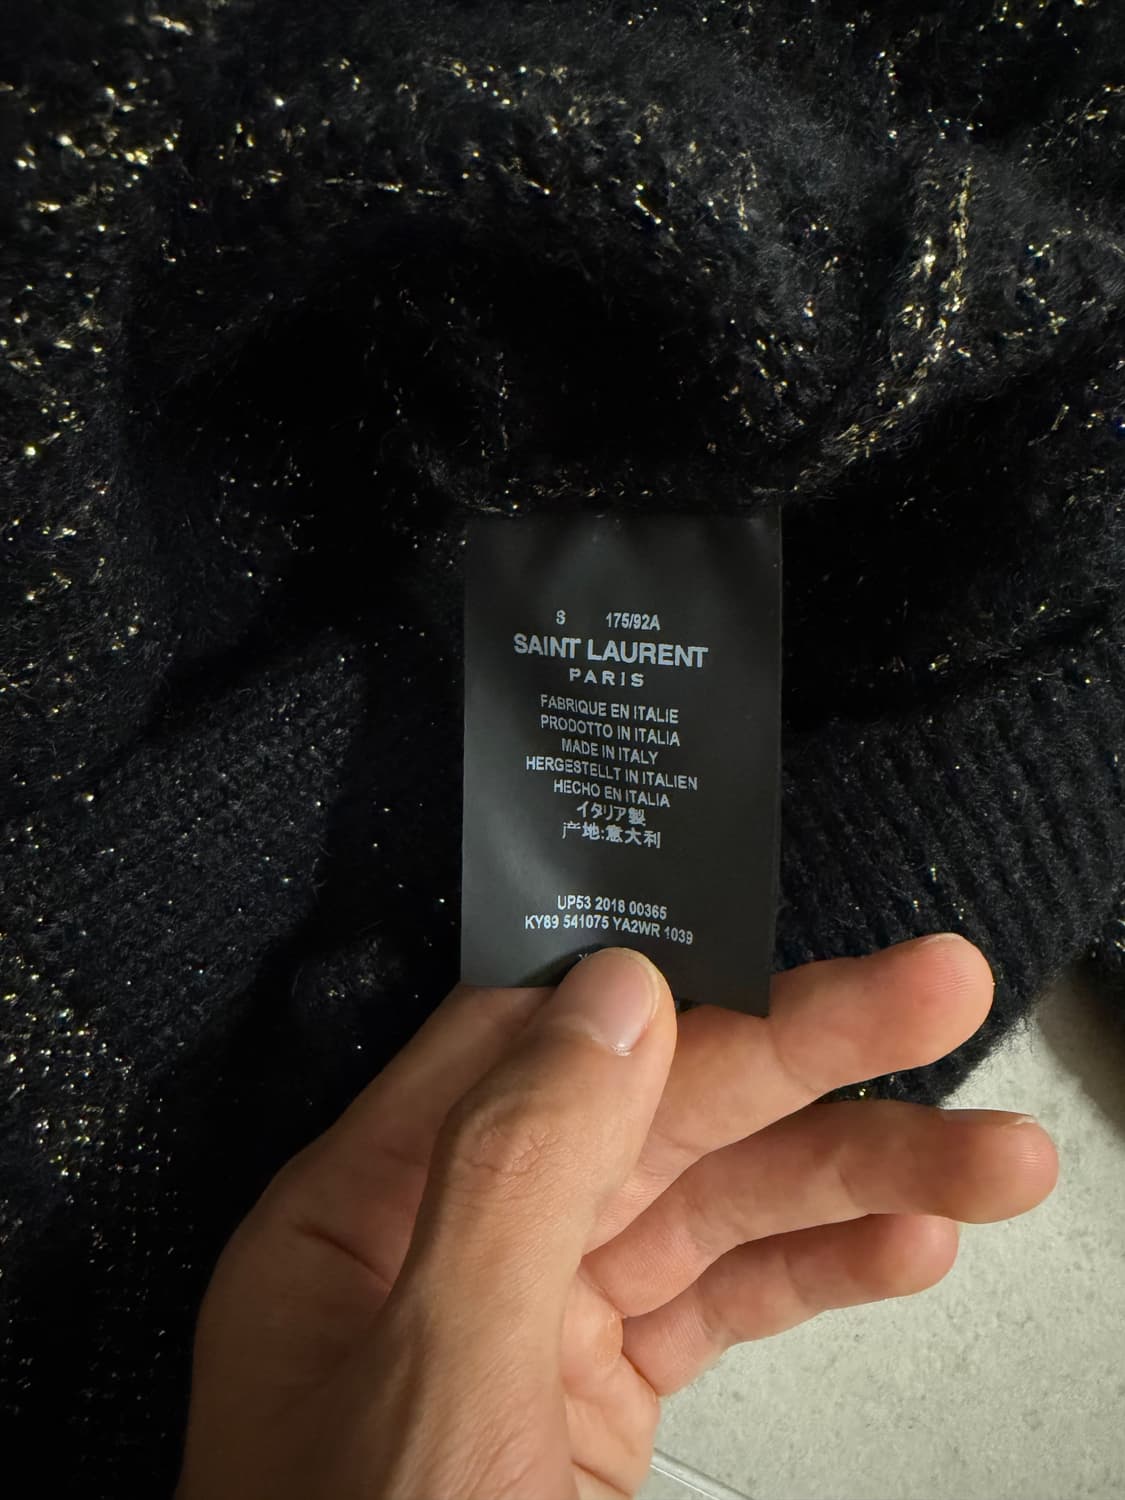 S 175/92A
SAINT LAURENT
PARIS
FABRIQUE EN ITALIE
PRODOTTO IN ITALIA
MADE IN ITALY
HERGESTELLT IN ITALIEN
HECHO EN ITALIA
イタリア製
产地:意大利
UP53 2018 00365
KY89 541075 YA2WR 1039